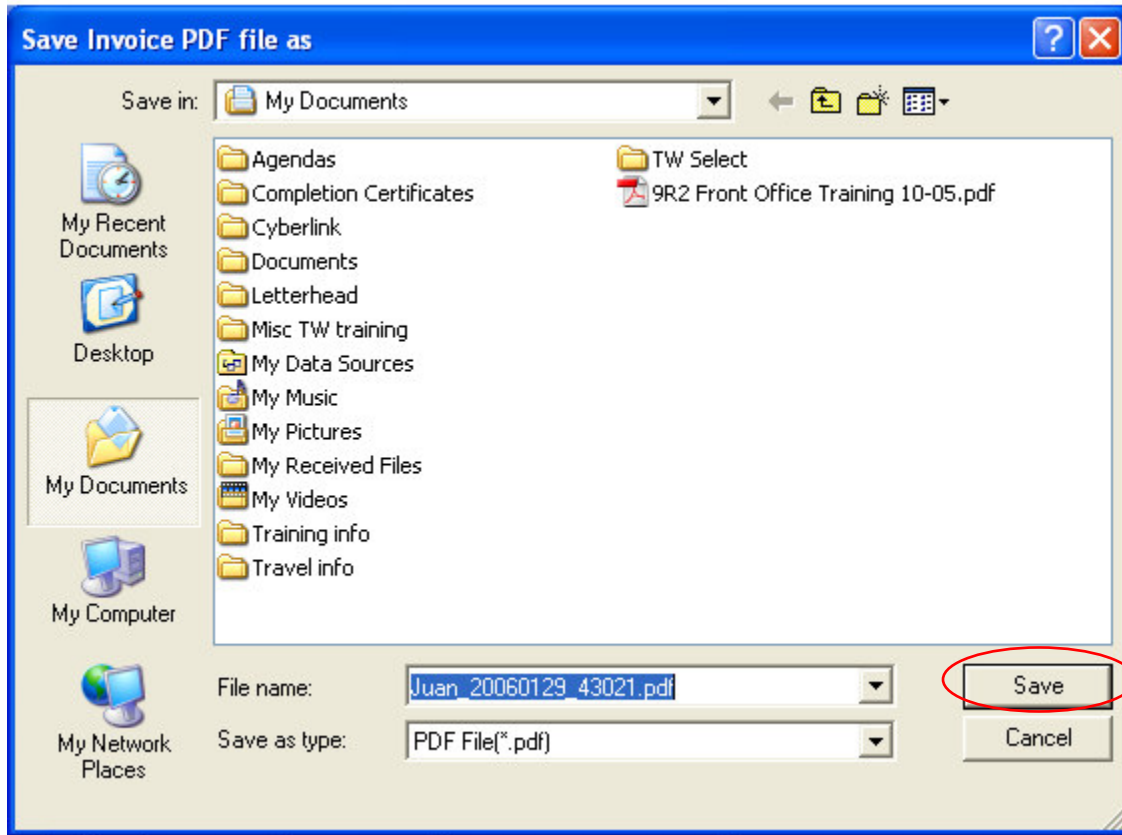 Save Invoice PDF file as
Save in:
My Documents
My Recent
Documents
Desktop
My Documents
My Computer
My Network
Places
Agendas
Completion Certificates
Cyberlink
Documents
Letterhead
Misc TW training
My Data Sources
My Music
My Pictures
My Received Files
My Videos
Training info
Travel info
TW Select
9R2 Front Office Training 10-05.pdf
File name:
Juan_20060129_43021.pdf
Save
Save as type:
PDF File(*.pdf)
Cancel